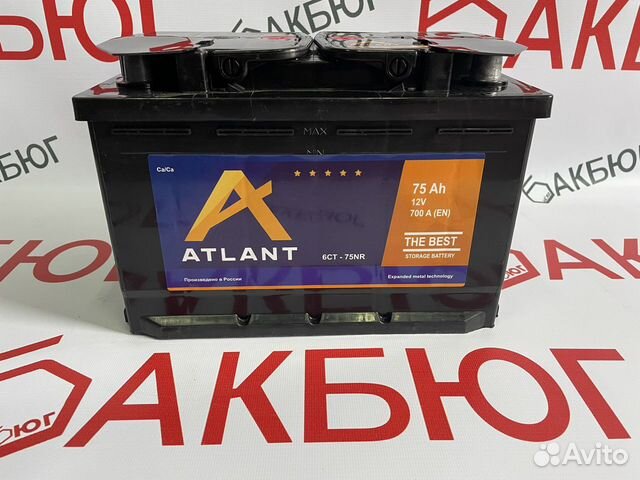 АКБЮГ
АКБЮГ
АКБЮГ
MAX
MIN
Ca/Ca
★★★★★
75 Ah
12V
700 A (EN)
ATLANT
THE BEST
STORAGE BATTERY
6CT - 75NR
Произведено в России
Expanded metal technology
АКБЮГ
АКБЮГ
Avito